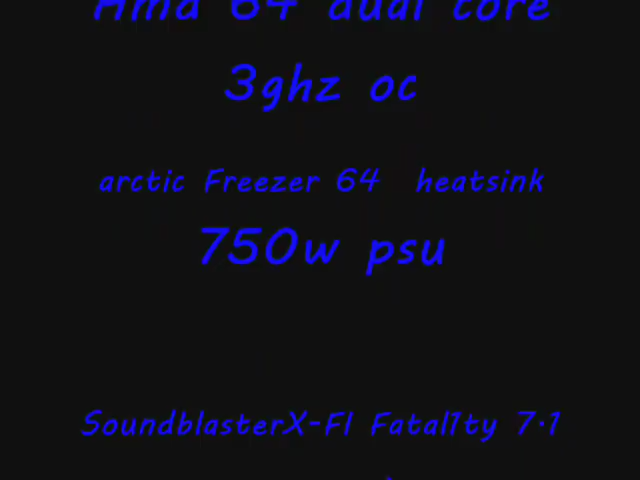 Amd 64 dual core
3ghz oc
arctic Freezer 64 heatsink
750w psu
SoundblasterX-FI Fatal1ty 7.1